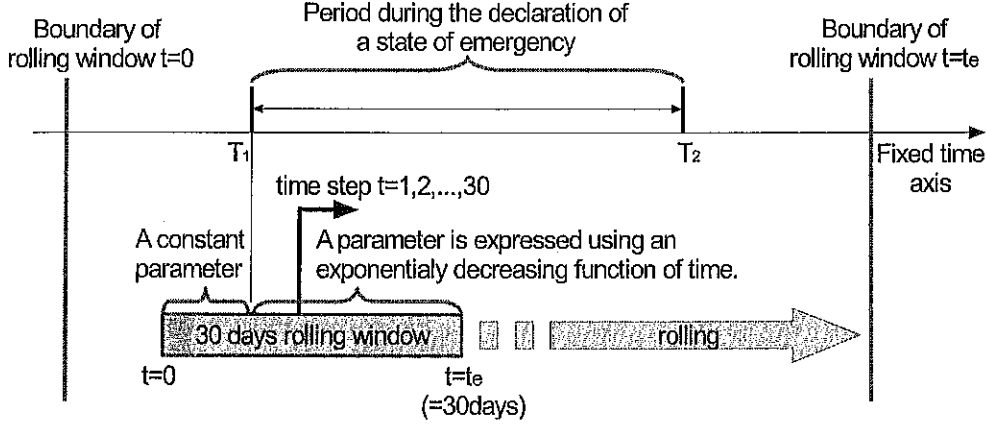 Period during the declaration of
a state of emergency
Boundary of
rolling window t=0
Boundary of
rolling window t=te
T1
T2
Fixed time
axis
time step t=1,2,...,30
A constant
parameter
A parameter is expressed using an
exponentialy decreasing function of time.
30 days rolling window
rolling
t=0
t=te
(=30days)